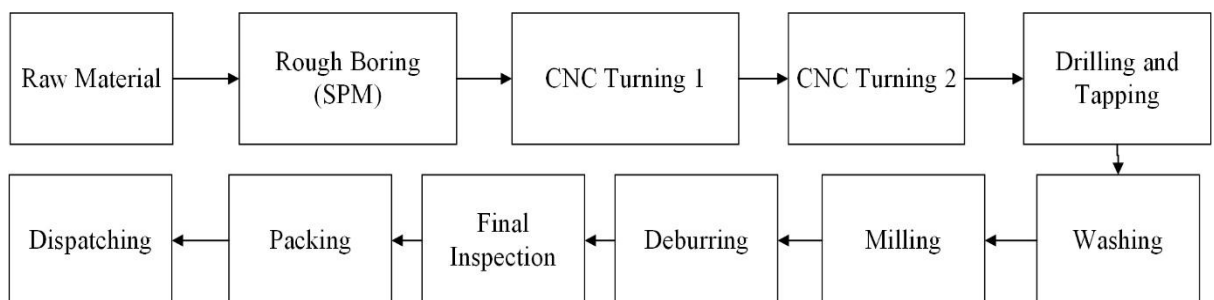 Raw Material
Rough Boring
(SPM)
CNC Turning 1
CNC Turning 2
Drilling and
Tapping
Washing
Milling
Deburring
Final
Inspection
Packing
Dispatching